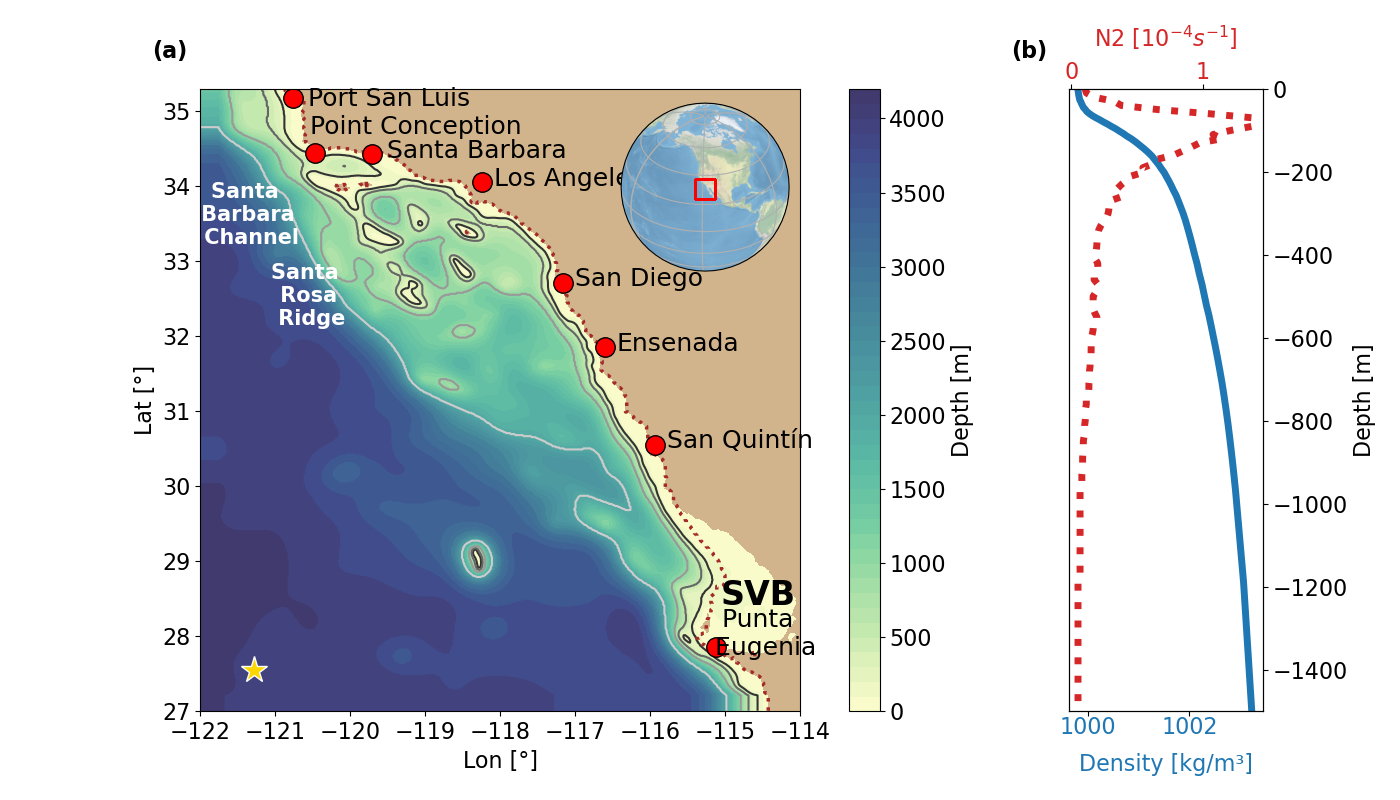 (a)
(b)
N2 [10⁻⁴s⁻¹]
0 1
35
34
33
32
31
30
29
28
27
Lat [°]
−122 −121 −120 −119 −118 −117 −116 −115 −114
Lon [°]
Port San Luis
Point Conception
Santa Barbara
Los Angele
Santa
Barbara
Channel
Santa
Rosa
Ridge
San Diego
Ensenada
San Quintín
SVB
Punta
Eugenia
4000
3500
3000
2500
2000
1500
1000
500
0
Depth [m]
0
−200
−400
−600
−800
−1000
−1200
−1400
Depth [m]
1000 1002
Density [kg/m³]